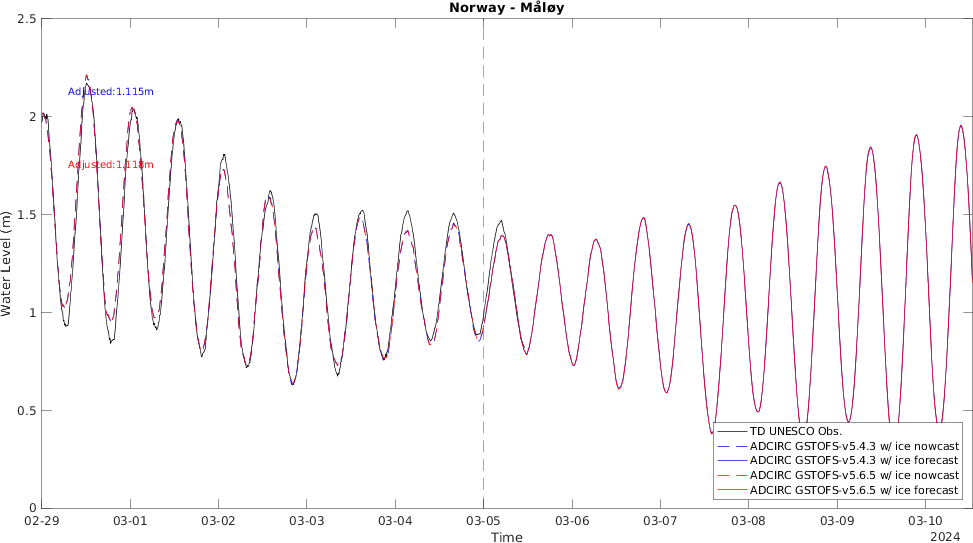 Norway - Måløy
2.5
2
1.5
1
0.5
0
Water Level (m)
Adjusted:1.115m
Adjusted:1.118m
TD UNESCO Obs.
ADCIRC GSTOFS-v5.4.3 w/ ice nowcast
ADCIRC GSTOFS-v5.4.3 w/ ice forecast
ADCIRC GSTOFS-v5.6.5 w/ ice nowcast
ADCIRC GSTOFS-v5.6.5 w/ ice forecast
02-29 03-01 03-02 03-03 03-04 03-05 03-06 03-07 03-08 03-09 03-10
Time
2024